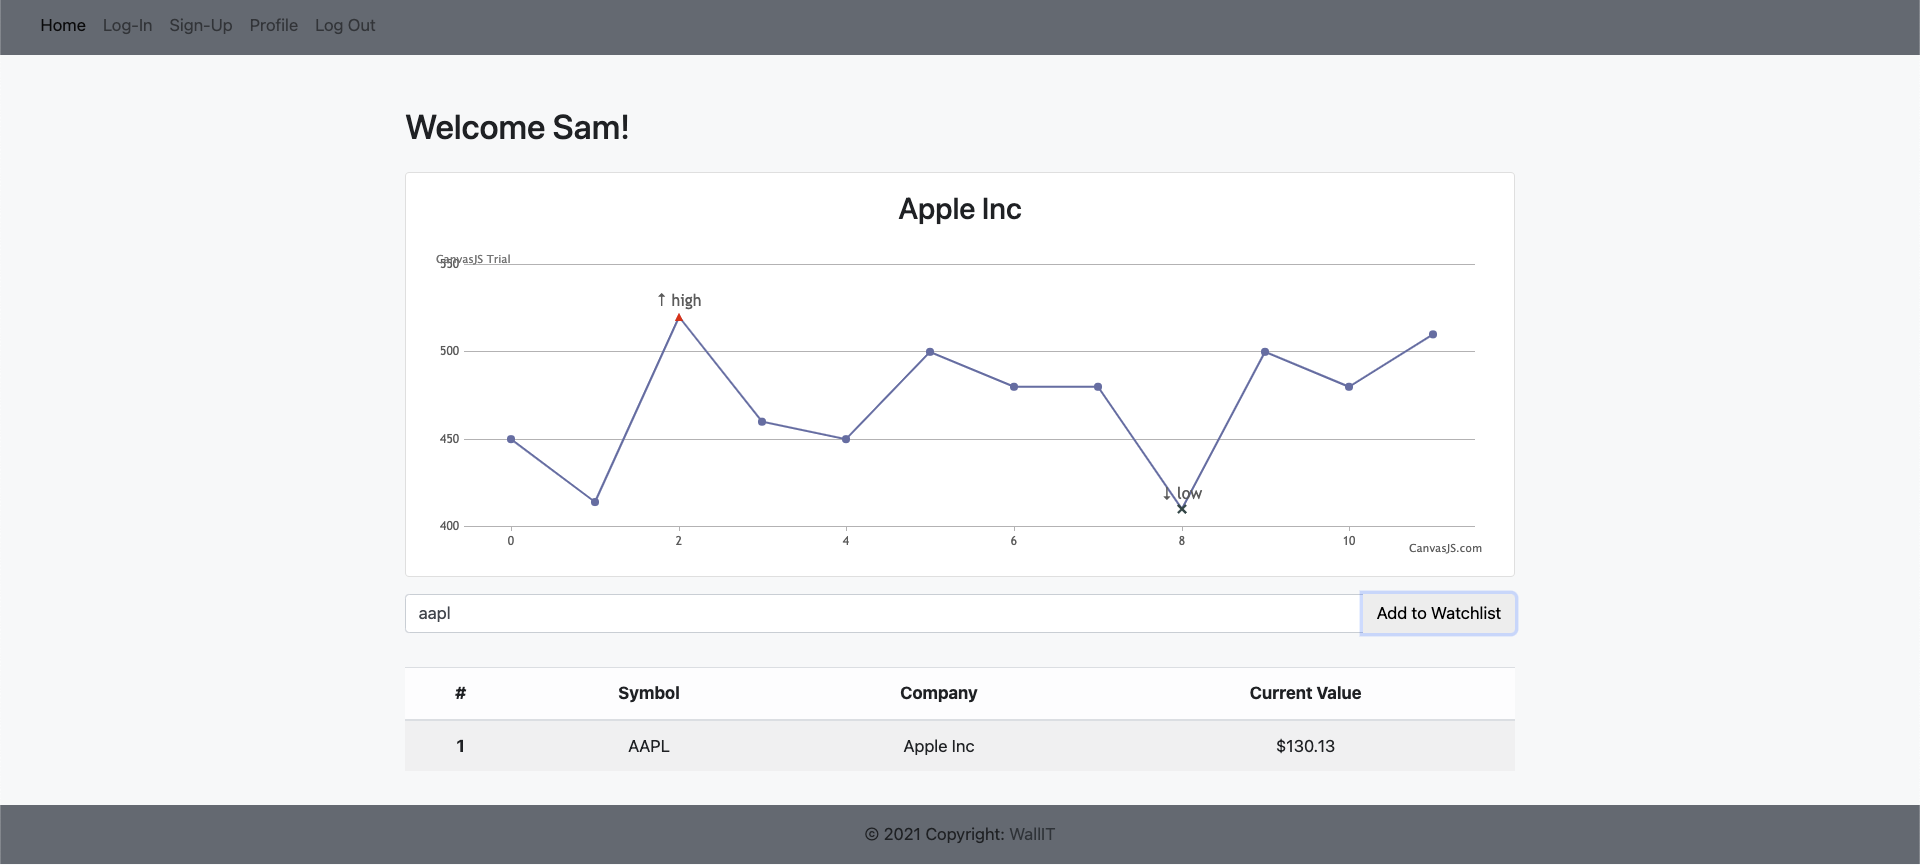 Home Log-In Sign-Up Profile Log Out
Welcome Sam!
Apple Inc
CanvasJS Trial
550
↑ high
500
450
↓ low
400
0 2 4 6 8 10
CanvasJS.com
aapl Add to Watchlist
# Symbol Company Current Value
1 AAPL Apple Inc $130.13
© 2021 Copyright: WallIT